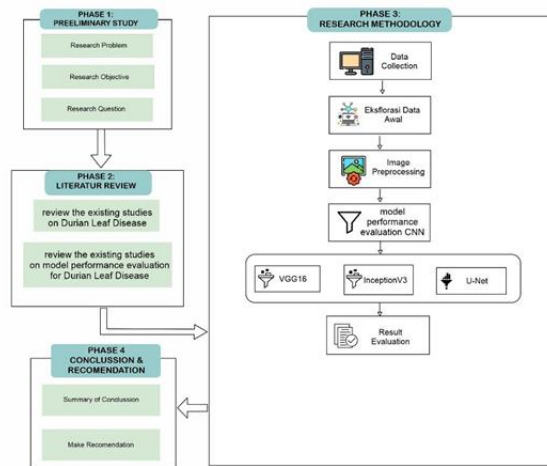 PHASE 1:
PREELIMINARY STUDY
Research Problem
Research Objective
Research Question
PHASE 2:
LITERATUR REVIEW
review the existing studies
on Durian Leaf Disease
review the existing studies
on model performance evaluation
for Durian Leaf Disease
PHASE 3:
RESEARCH METHODOLOGY
Data
Collection
Eksflorasi Data
Awal
Image
Preprocessing
model
performance
evaluation CNN
VGG16
InceptionV3
U-Net
Result
Evaluation
PHASE 4
CONCLUSSION &
RECOMENDATION
Summary of Conclussion
Make Recomendation